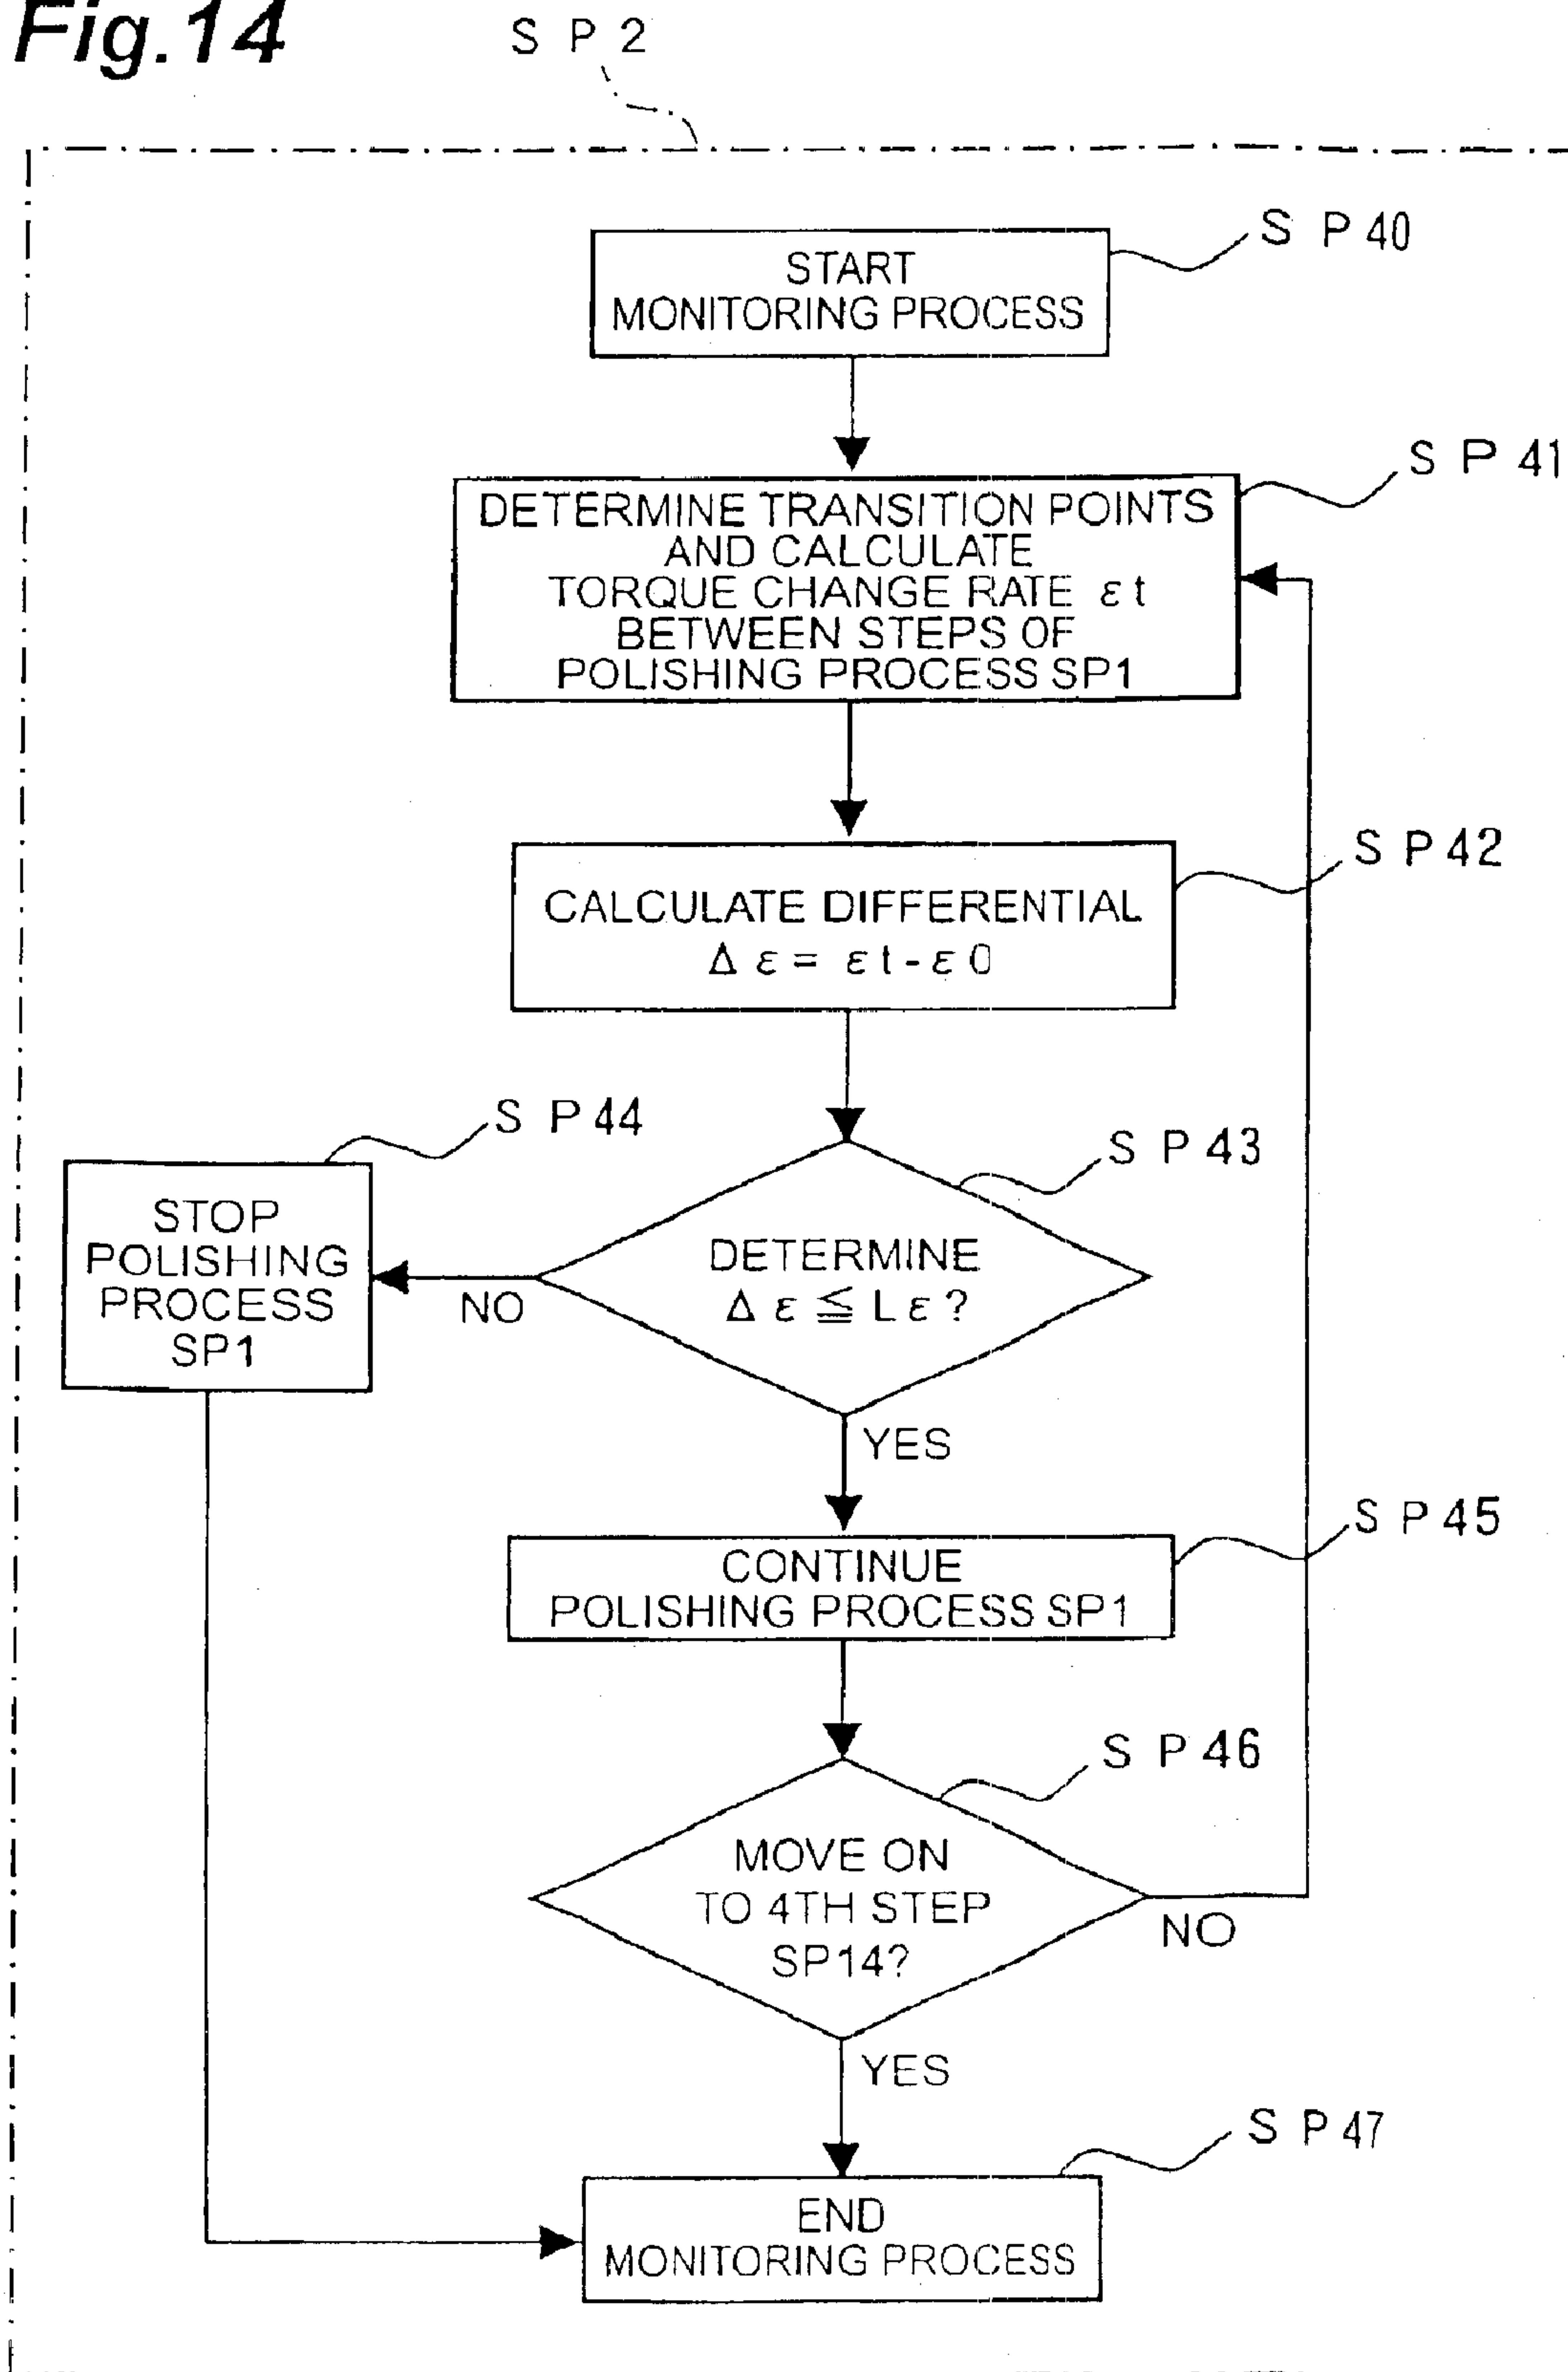 Fig.14
SP2
SP40
START
MONITORING PROCESS
SP41
DETERMINE TRANSITION POINTS
AND CALCULATE
TORQUE CHANGE RATE εt
BETWEEN STEPS OF
POLISHING PROCESS SP1
SP42
CALCULATE DIFFERENTIAL
Δε= εt-ε0
SP44
STOP
POLISHING
PROCESS
SP1
SP43
DETERMINE
Δε≦Lε?
NO
YES
SP45
CONTINUE
POLISHING PROCESS SP1
SP46
MOVE ON
TO 4TH STEP
SP14?
NO
YES
SP47
END
MONITORING PROCESS